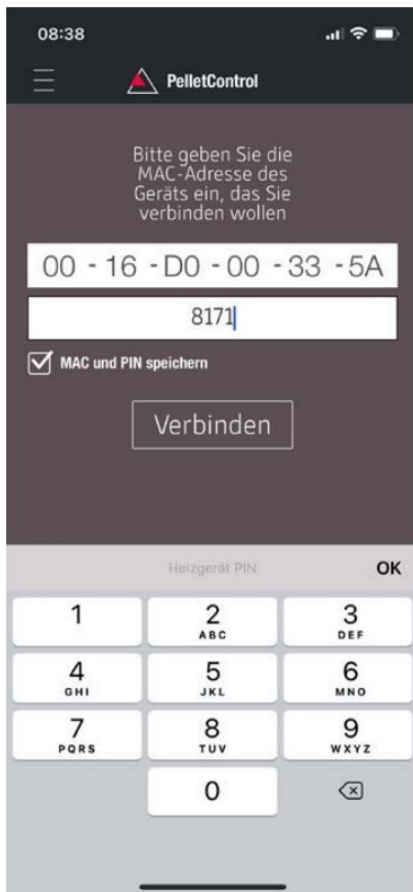 08:38
PelletControl
Bitte geben Sie die
MAC-Adresse des
Geräts ein, das Sie
verbinden wollen
00 - 16 - D0 - 00 - 33 - 5A
8171
MAC und PIN speichern
Verbinden
Heizgerät PIN OK
1 2 3
ABC DEF
4 5 6
GHI JKL MNO
7 8 9
PQRS TUV WXYZ
0